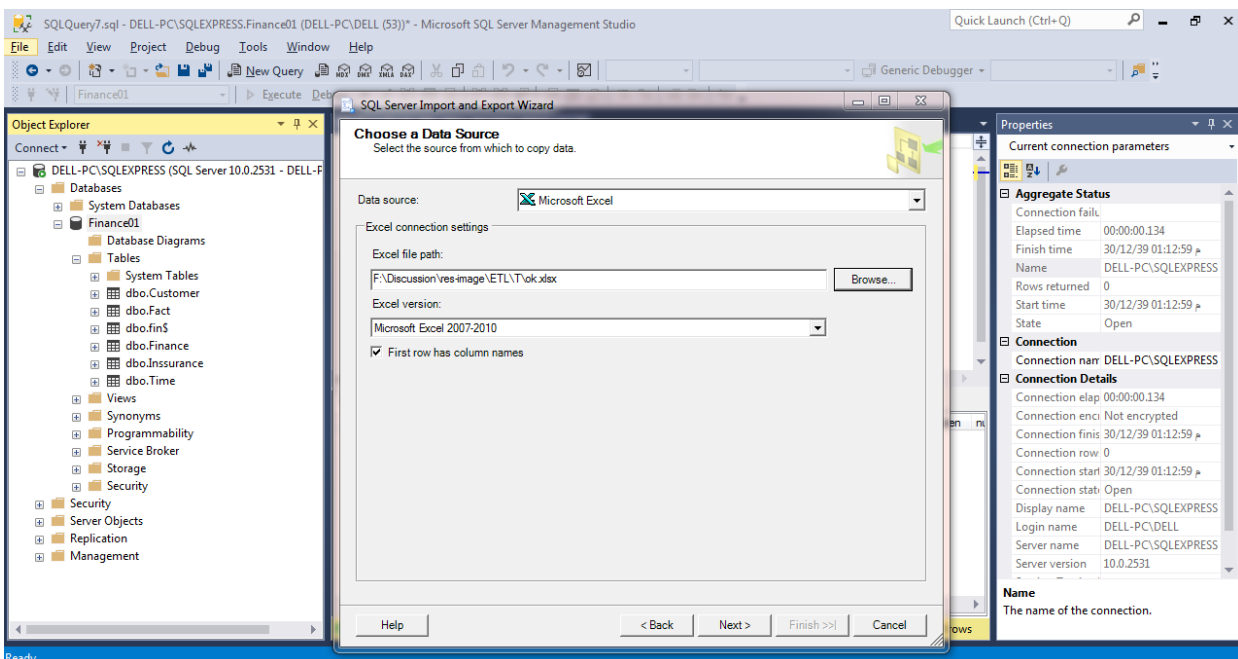 SQLQuery7.sql - DELL-PC\SQLEXPRESS.Finance01 (DELL-PC\DELL (53))* - Microsoft SQL Server Management Studio
Quick Launch (Ctrl+Q)
File Edit View Project Debug Tools Window Help
New Query
MDX DMX XMLA DAX
Generic Debugger
Finance01
Execute Deb
Object Explorer
Connect
DELL-PC\SQLEXPRESS (SQL Server 10.0.2531 - DELL-P
Databases
System Databases
Finance01
Database Diagrams
Tables
System Tables
dbo.Customer
dbo.Fact
dbo.fin$
dbo.Finance
dbo.Inssurance
dbo.Time
Views
Synonyms
Programmability
Service Broker
Storage
Security
Security
Server Objects
Replication
Management
SQL Server Import and Export Wizard
Choose a Data Source
Select the source from which to copy data.
Data source: Microsoft Excel
Excel connection settings
Excel file path:
F:\Discussion\res-image\ETL\T\ok.xlsx Browse...
Excel version:
Microsoft Excel 2007-2010
First row has column names
Help < Back Next > Finish >>| Cancel
en nu
rows
Properties
Current connection parameters
Aggregate Status
Connection failu
Elapsed time 00:00:00.134
Finish time 30/12/39 01:12:59 م
Name DELL-PC\SQLEXPRESS
Rows returned 0
Start time 30/12/39 01:12:59 م
State Open
Connection
Connection nam DELL-PC\SQLEXPRESS
Connection Details
Connection elap 00:00:00.134
Connection encr Not encrypted
Connection finis 30/12/39 01:12:59 م
Connection row 0
Connection start 30/12/39 01:12:59 م
Connection stat Open
Display name DELL-PC\SQLEXPRESS
Login name DELL-PC\DELL
Server name DELL-PC\SQLEXPRESS
Server version 10.0.2531
Name
The name of the connection.
Ready